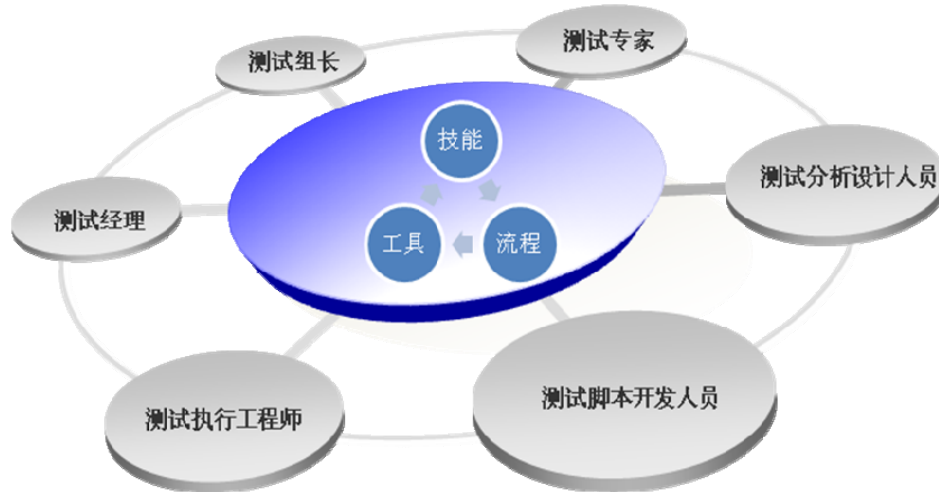 测试组长
测试专家
技能
测试分析设计人员
测试经理
工具
流程
测试脚本开发人员
测试执行工程师